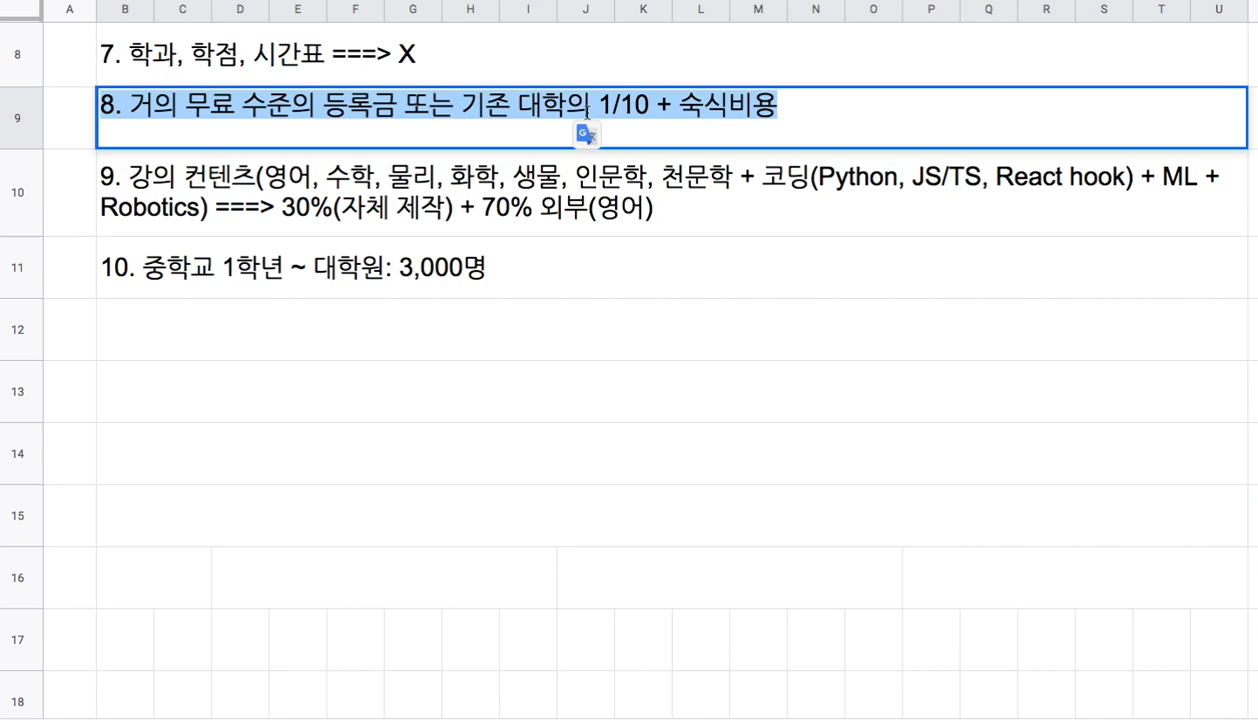 A B C D E F G H I J K L M N O P Q R S T U
8 7. 학과, 학점, 시간표 ===> X
9 8. 거의 무료 수준의 등록금 또는 기존 대학의 1/10 + 숙식비용
10 9. 강의 컨텐츠(영어, 수학, 물리, 화학, 생물, 인문학, 천문학 + 코딩(Python, JS/TS, React hook) + ML +
Robotics) ===> 30%(자체 제작) + 70% 외부(영어)
11 10. 중학교 1학년 ~ 대학원: 3,000명
12
13
14
15
16
17
18